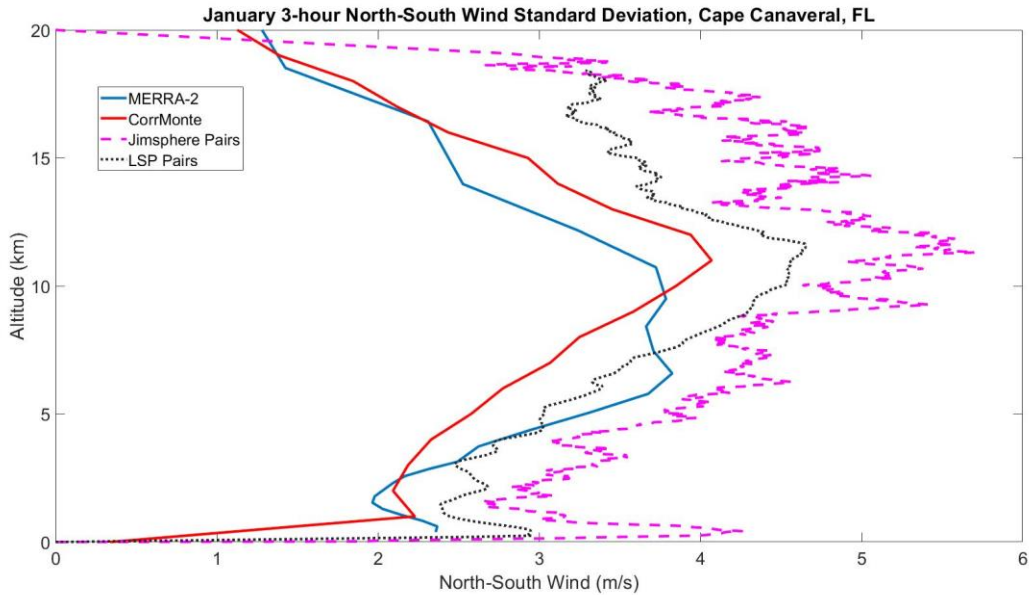 January 3-hour North-South Wind Standard Deviation, Cape Canaveral, FL
20
15
10
5
0
Altitude (km)
MERRA-2
CorrMonte
Jimsphere Pairs
LSP Pairs
0 1 2 3 4 5 6
North-South Wind (m/s)